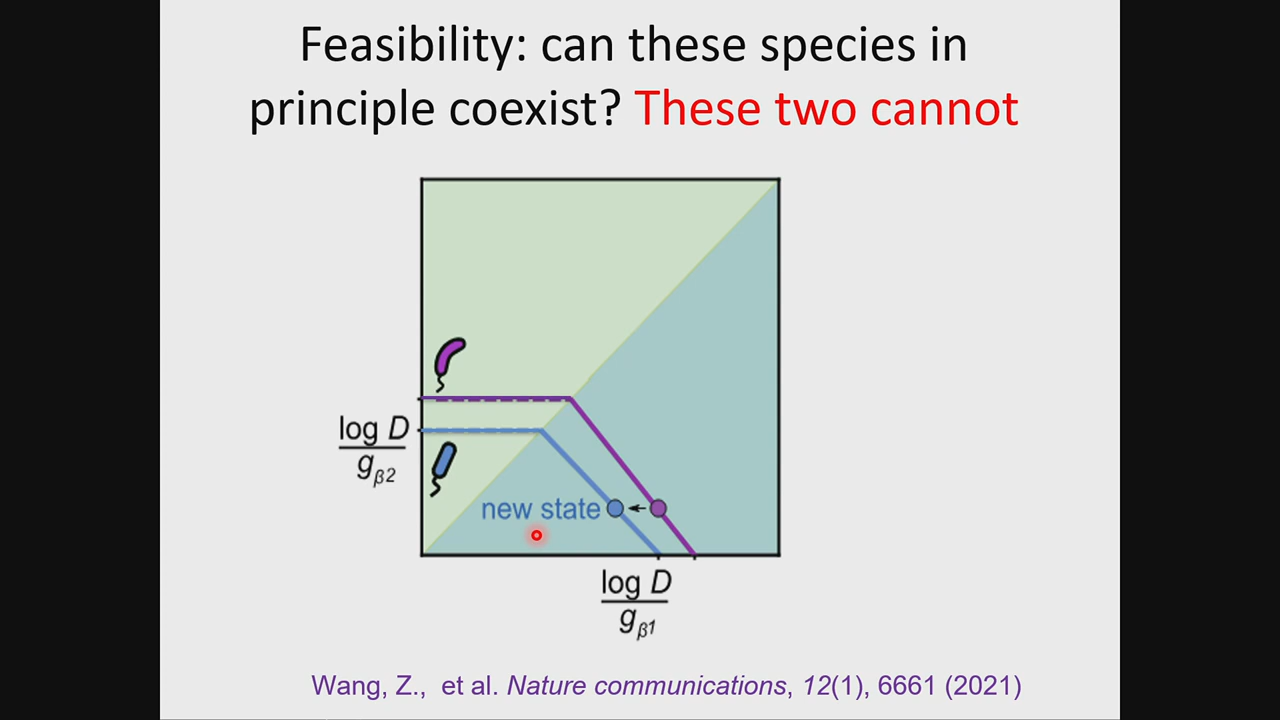 Feasibility: can these species in
principle coexist? These two cannot
log D
gβ2
new state
log D
gβ1
Wang, Z., et al. Nature communications, 12(1), 6661 (2021)